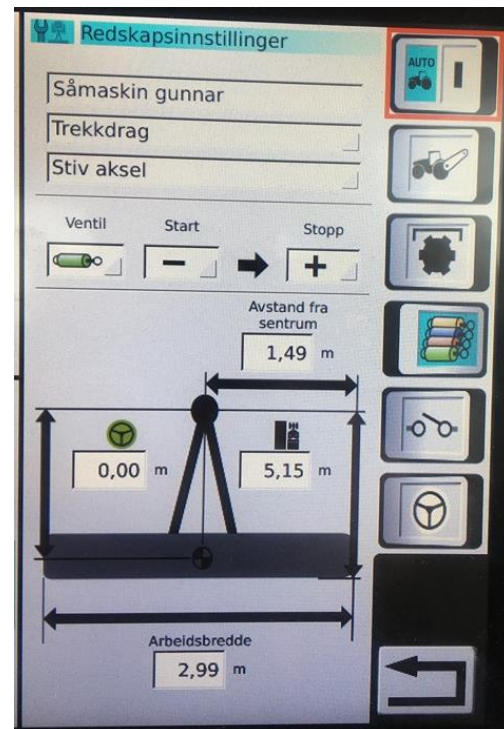 Redskapsinnstillinger
AUTO
Såmaskin gunnar
Trekkdrag
Stiv aksel
Ventil Start Stopp
Avstand fra
sentrum
1,49 m
0,00 m 5,15 m
Arbeidsbredde
2,99 m